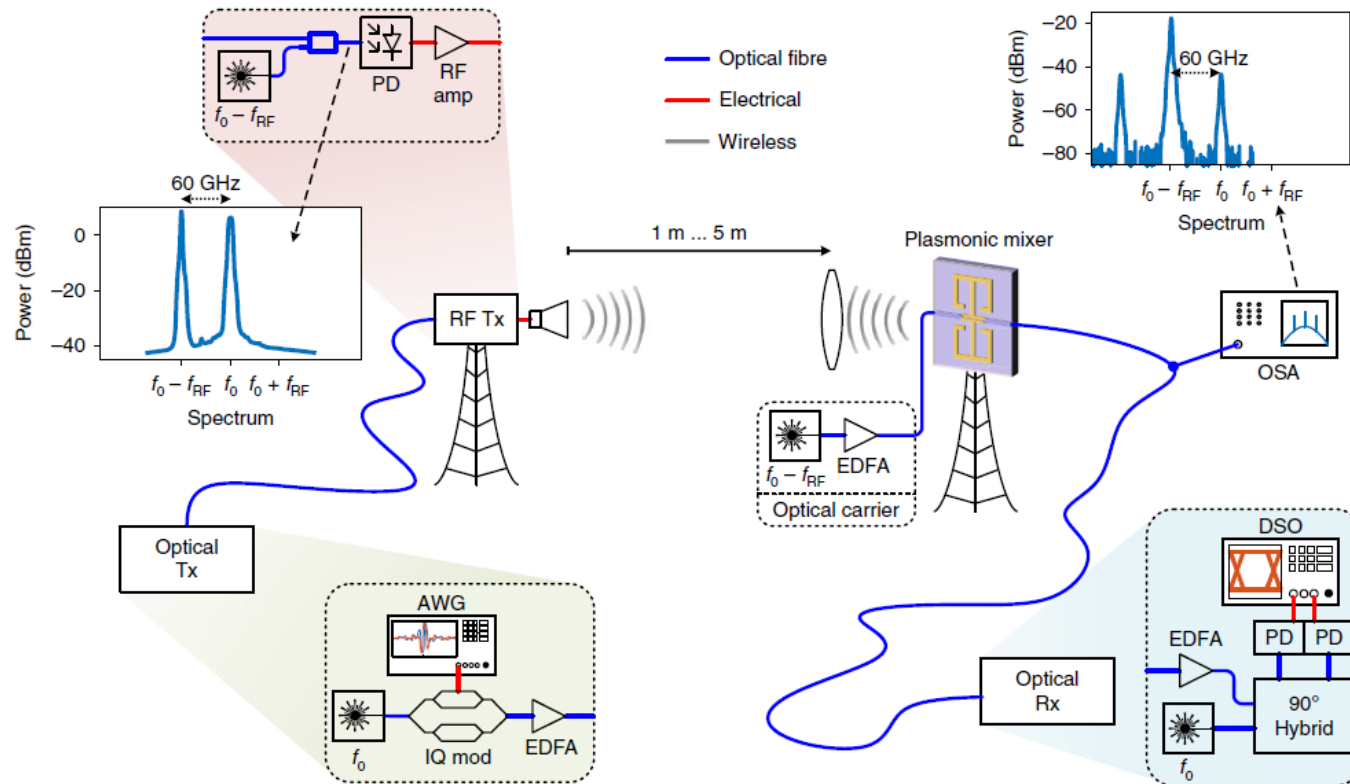 f0 − fRF
PD
RF
amp
Optical fibre
Electrical
Wireless
Power (dBm)
−20
−40
−60
−80
60 GHz
f0 − fRF
f0
f0 + fRF
Spectrum
60 GHz
Power (dBm)
0
−20
−40
f0 − fRF
f0
f0 + fRF
Spectrum
1 m ... 5 m
RF Tx
Plasmonic mixer
OSA
f0 − fRF
EDFA
Optical carrier
Optical
Tx
AWG
f0
IQ mod
EDFA
Optical
Rx
DSO
EDFA
PD
PD
f0
90°
Hybrid